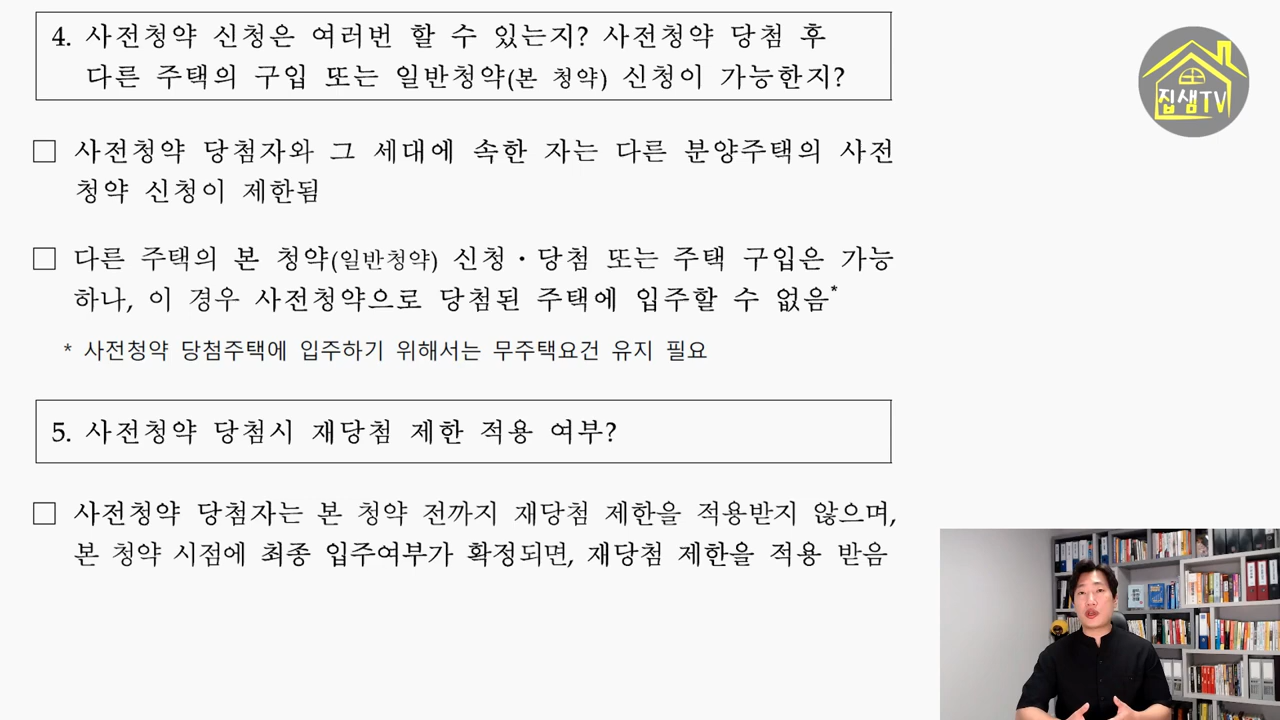 4. 사전청약 신청은 여러번 할 수 있는지? 사전청약 당첨 후
다른 주택의 구입 또는 일반청약(본 청약) 신청이 가능한지?
□ 사전청약 당첨자와 그 세대에 속한 자는 다른 분양주택의 사전
청약 신청이 제한됨
□ 다른 주택의 본 청약(일반청약) 신청・당첨 또는 주택 구입은 가능
하나, 이 경우 사전청약으로 당첨된 주택에 입주할 수 없음*
* 사전청약 당첨주택에 입주하기 위해서는 무주택요건 유지 필요
5. 사전청약 당첨시 재당첨 제한 적용 여부?
□ 사전청약 당첨자는 본 청약 전까지 재당첨 제한을 적용받지 않으며,
본 청약 시점에 최종 입주여부가 확정되면, 재당첨 제한을 적용 받음
집샘TV